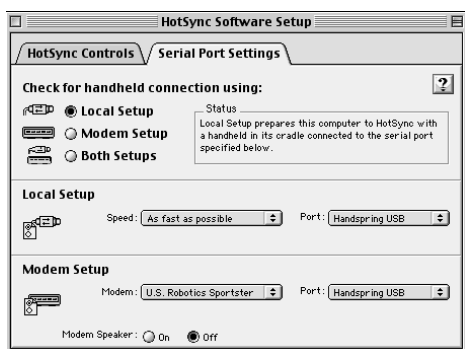 HotSync Software Setup
HotSync Controls Serial Port Settings
Check for handheld connection using:
?
Local Setup
Modem Setup
Both Setups
Status
Local Setup prepares this computer to HotSync with
a handheld in its cradle connected to the serial port
specified below.
Local Setup
Speed: As fast as possible Port: Handspring USB
Modem Setup
Modem: U.S. Robotics Sportster Port: Handspring USB
Modem Speaker: On Off